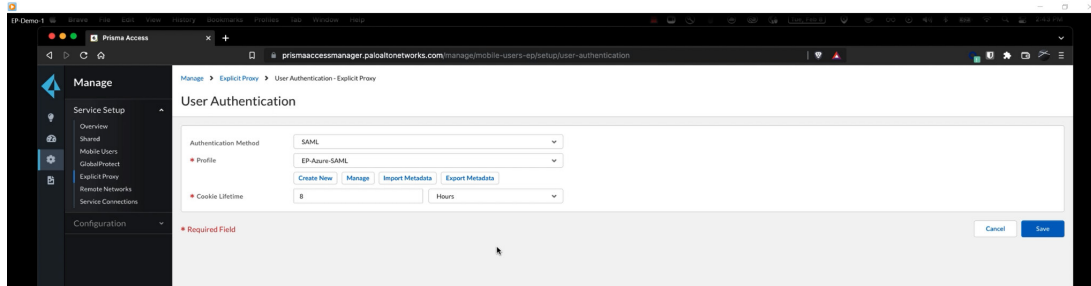 EP-Demo-1 Brave File Edit View History Bookmarks Profiles Tab Window Help 2:43 PM
Prisma Access
prismaaccessmanager.paloaltonetworks.com/manage/mobile-users-ep/setup/user-authentication
Manage
Manage > Explicit Proxy > User Authentication - Explicit Proxy
User Authentication
Service Setup
Overview
Shared
Mobile Users
GlobalProtect
Explicit Proxy
Remote Networks
Service Connections
Configuration
Authentication Method SAML
* Profile EP-Azure-SAML
Create New Manage Import Metadata Export Metadata
* Cookie Lifetime 8 Hours
* Required Field
Cancel Save